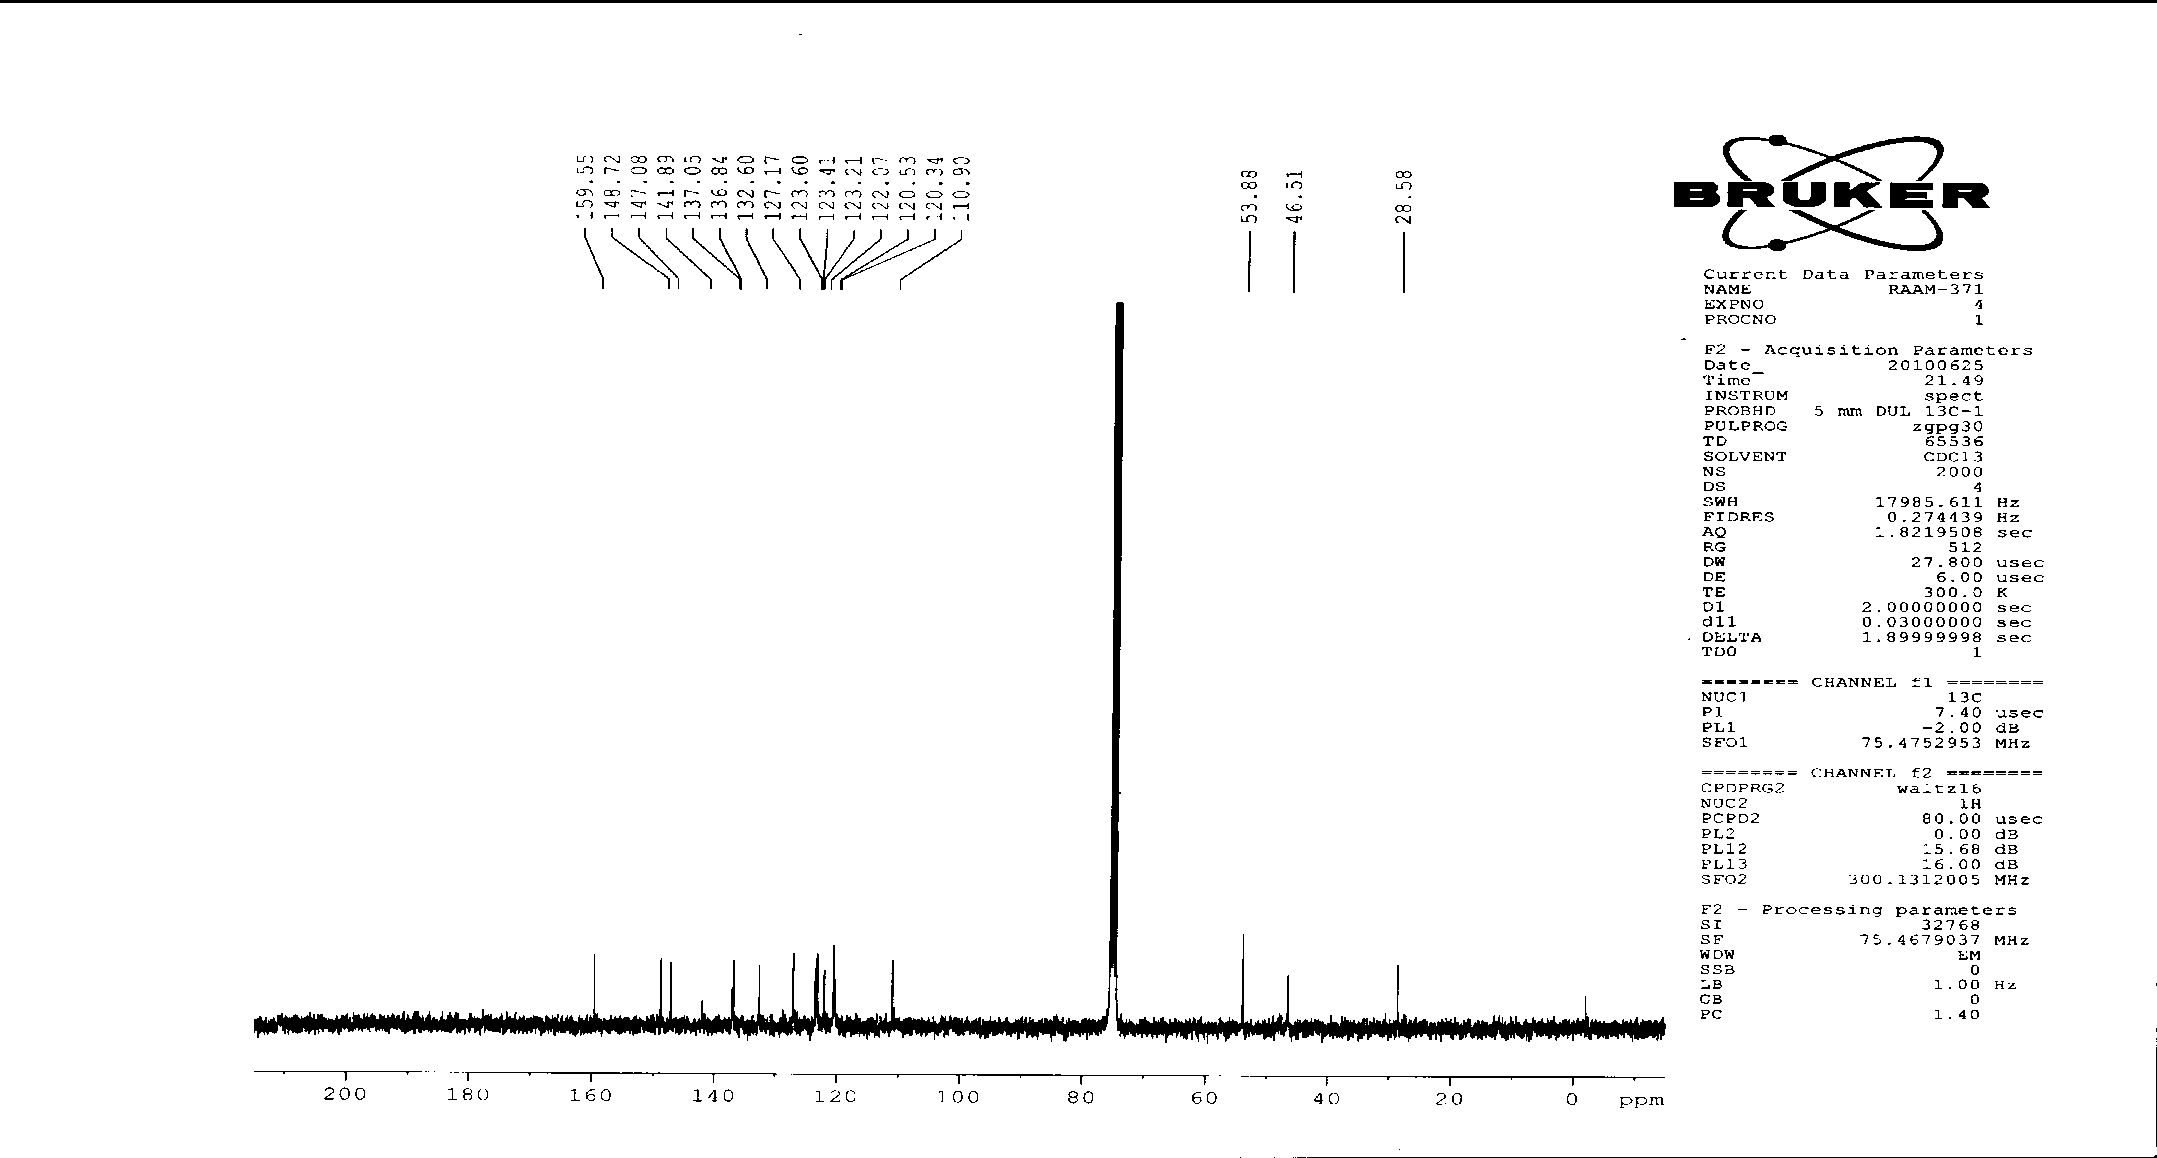 159.55
148.72
147.08
141.89
137.05
136.84
132.60
127.17
123.60
123.41
123.21
122.07
120.53
120.34
110.90
53.88
46.51
28.58
BRUKER
Current Data Parameters
NAME RAAM-371
EXPNO 4
PROCNO 1
F2 - Acquisition Parameters
Date_ 20100625
Time 21.49
INSTRUM spect
PROBHD 5 mm DUL 13C-1
PULPROG zgpg30
TD 65536
SOLVENT CDCl3
NS 2000
DS 4
SWH 17985.611 Hz
FIDRES 0.274439 Hz
AQ 1.8219508 sec
RG 512
DW 27.800 usec
DE 6.00 usec
TE 300.0 K
D1 2.00000000 sec
d11 0.03000000 sec
DELTA 1.89999998 sec
TD0 1
======== CHANNEL f1 ========
NUC1 13C
P1 7.40 usec
PL1 -2.00 dB
SFO1 75.4752953 MHz
======== CHANNEL f2 ========
CPDPRG2 waltz16
NUC2 1H
PCPD2 80.00 usec
PL2 0.00 dB
PL12 15.68 dB
PL13 16.00 dB
SFO2 300.1312005 MHz
F2 - Processing parameters
SI 32768
SF 75.4679037 MHz
WDW EM
SSB 0
LB 1.00 Hz
GB 0
PC 1.40
200 180 160 140 120 100 80 60 40 20 0 ppm